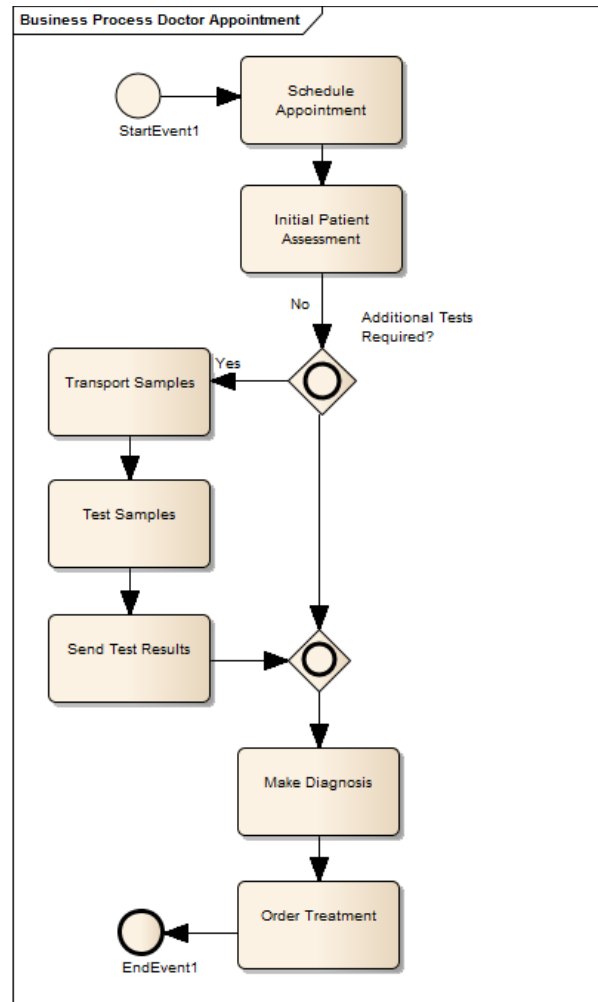 Business Process Doctor Appointment
StartEvent1
Schedule
Appointment
Initial Patient
Assessment
No
Additional Tests
Required?
Yes
Transport Samples
Test Samples
Send Test Results
Make Diagnosis
Order Treatment
EndEvent1